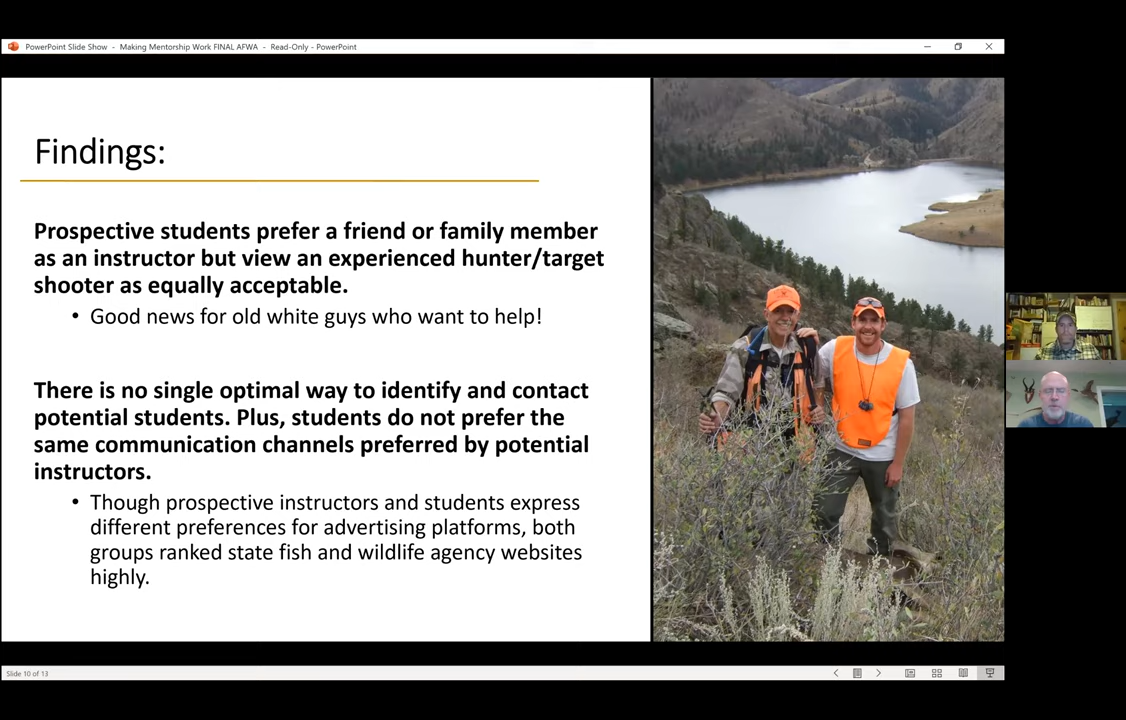 PowerPoint Slide Show - Making Mentorship Work FINAL AFWA - Read-Only - PowerPoint
Findings:
Prospective students prefer a friend or family member
as an instructor but view an experienced hunter/target
shooter as equally acceptable.
• Good news for old white guys who want to help!
There is no single optimal way to identify and contact
potential students. Plus, students do not prefer the
same communication channels preferred by potential
instructors.
• Though prospective instructors and students express
different preferences for advertising platforms, both
groups ranked state fish and wildlife agency websites
highly.
Slide 10 of 13